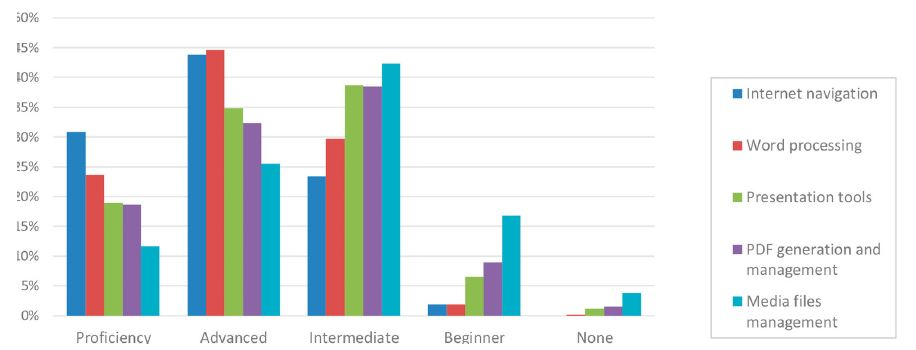 50%
45%
40%
35%
30%
25%
20%
15%
10%
5%
0%
Proficiency Advanced Intermediate Beginner None
Internet navigation
Word processing
Presentation tools
PDF generation and
management
Media files
management